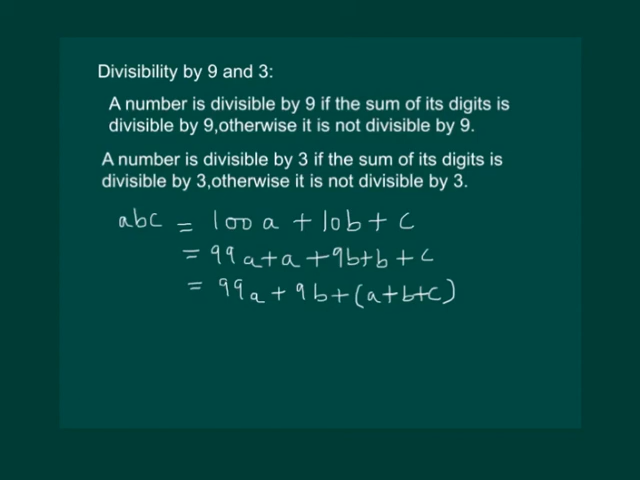 Divisibility by 9 and 3:
A number is divisible by 9 if the sum of its digits is
divisible by 9,otherwise it is not divisible by 9.
A number is divisible by 3 if the sum of its digits is
divisible by 3,otherwise it is not divisible by 3.
abc = 100 a + 10b + c
= 99 a + a + 9b + b + c
= 99 a + 9 b + (a + b + c)